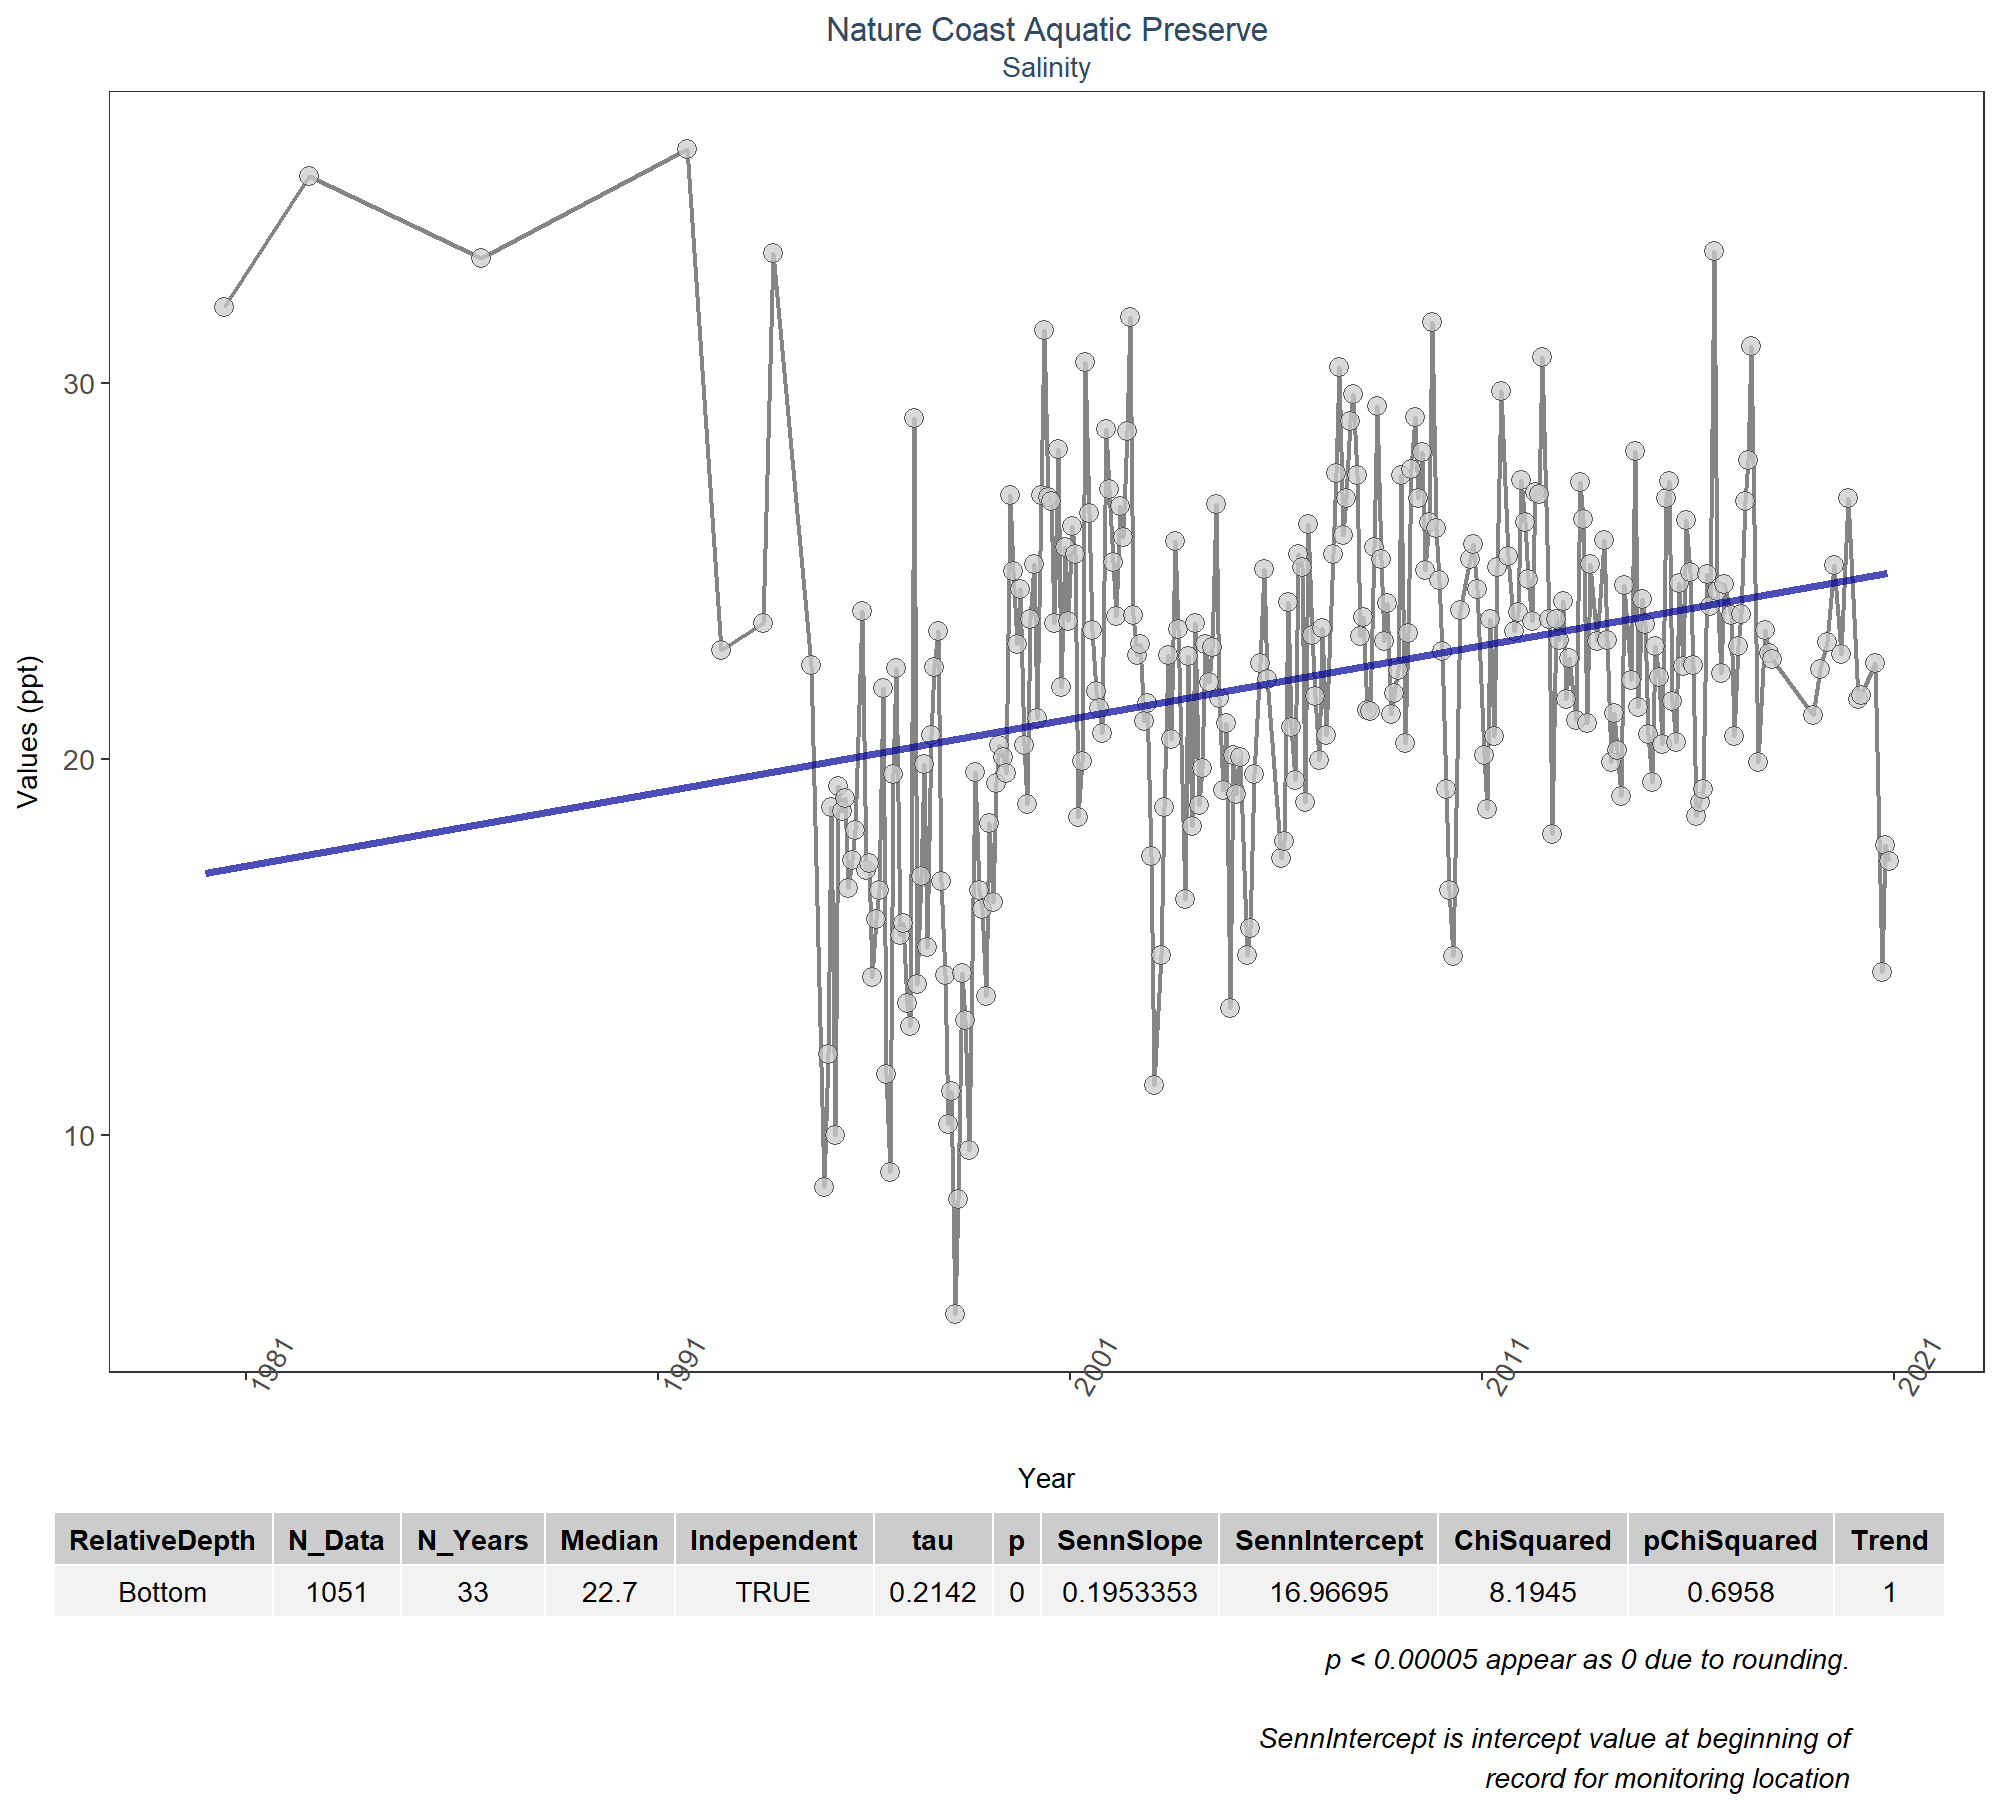 Nature Coast Aquatic Preserve
Salinity
Values (ppt)
30
20
10
1981 1991 2001 2011 2021
Year
RelativeDepth N_Data N_Years Median Independent tau p SennSlope SennIntercept ChiSquared pChiSquared Trend
Bottom 1051 33 22.7 TRUE 0.2142 0 0.1953353 16.96695 8.1945 0.6958 1
p < 0.00005 appear as 0 due to rounding.
SennIntercept is intercept value at beginning of
record for monitoring location